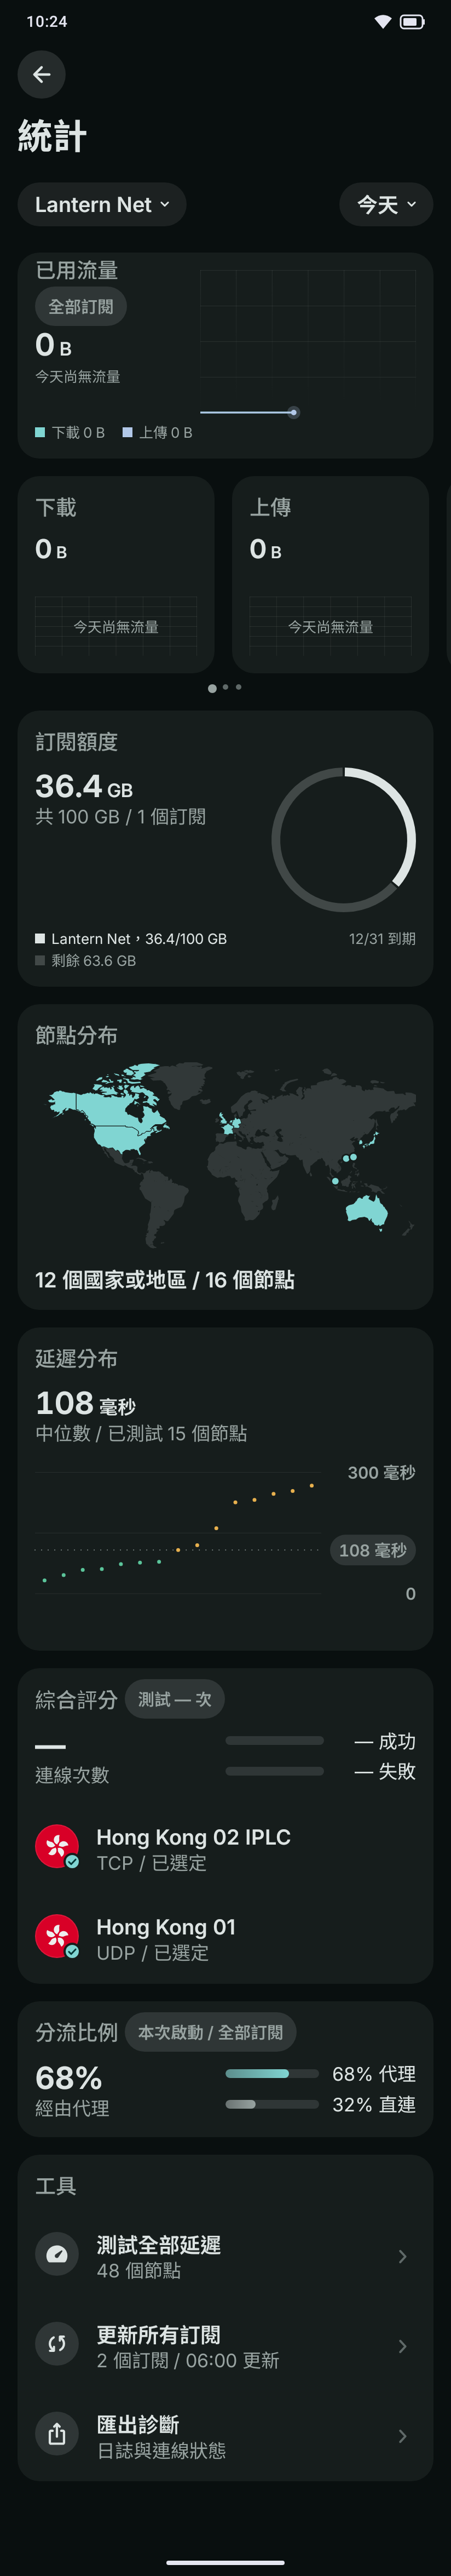 10:24
統計
Lantern Net
今天
已用流量
全部訂閱
0 B
今天尚無流量
下載 0 B
上傳 0 B
下載
0 B
今天尚無流量
上傳
0 B
今天尚無流量
訂閱額度
36.4 GB
共 100 GB / 1 個訂閱
Lantern Net，36.4/100 GB
12/31 到期
剩餘 63.6 GB
節點分布
12 個國家或地區 / 16 個節點
延遲分布
108 毫秒
中位數 / 已測試 15 個節點
300 毫秒
108 毫秒
0
綜合評分
測試 — 次
—
連線次數
— 成功
— 失敗
Hong Kong 02 IPLC
TCP / 已選定
Hong Kong 01
UDP / 已選定
分流比例
本次啟動 / 全部訂閱
68%
經由代理
68% 代理
32% 直連
工具
測試全部延遲
48 個節點
更新所有訂閱
2 個訂閱 / 06:00 更新
匯出診斷
日誌與連線狀態